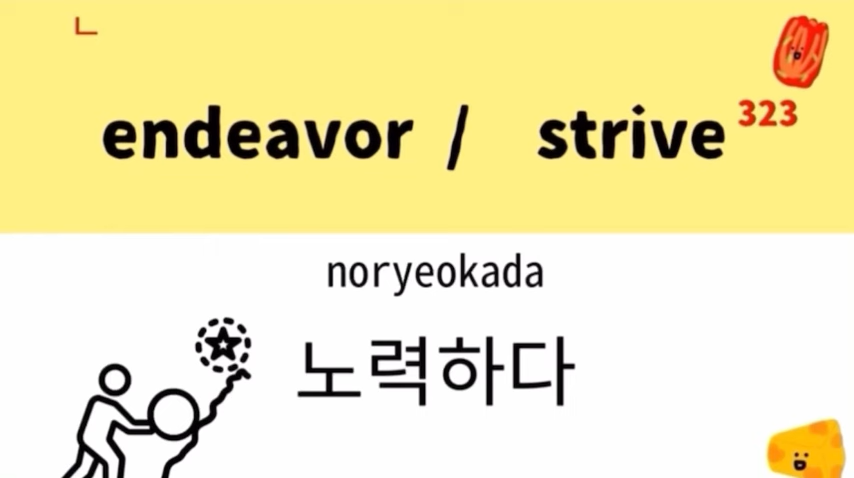 ㄴ
endeavor / strive 323
noryeokada
노력하다